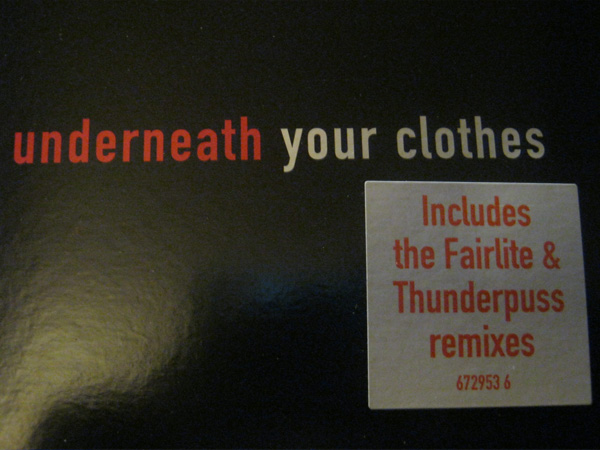 underneath your clothes
Includes
the Fairlite &
Thunderpuss
remixes
672953 6